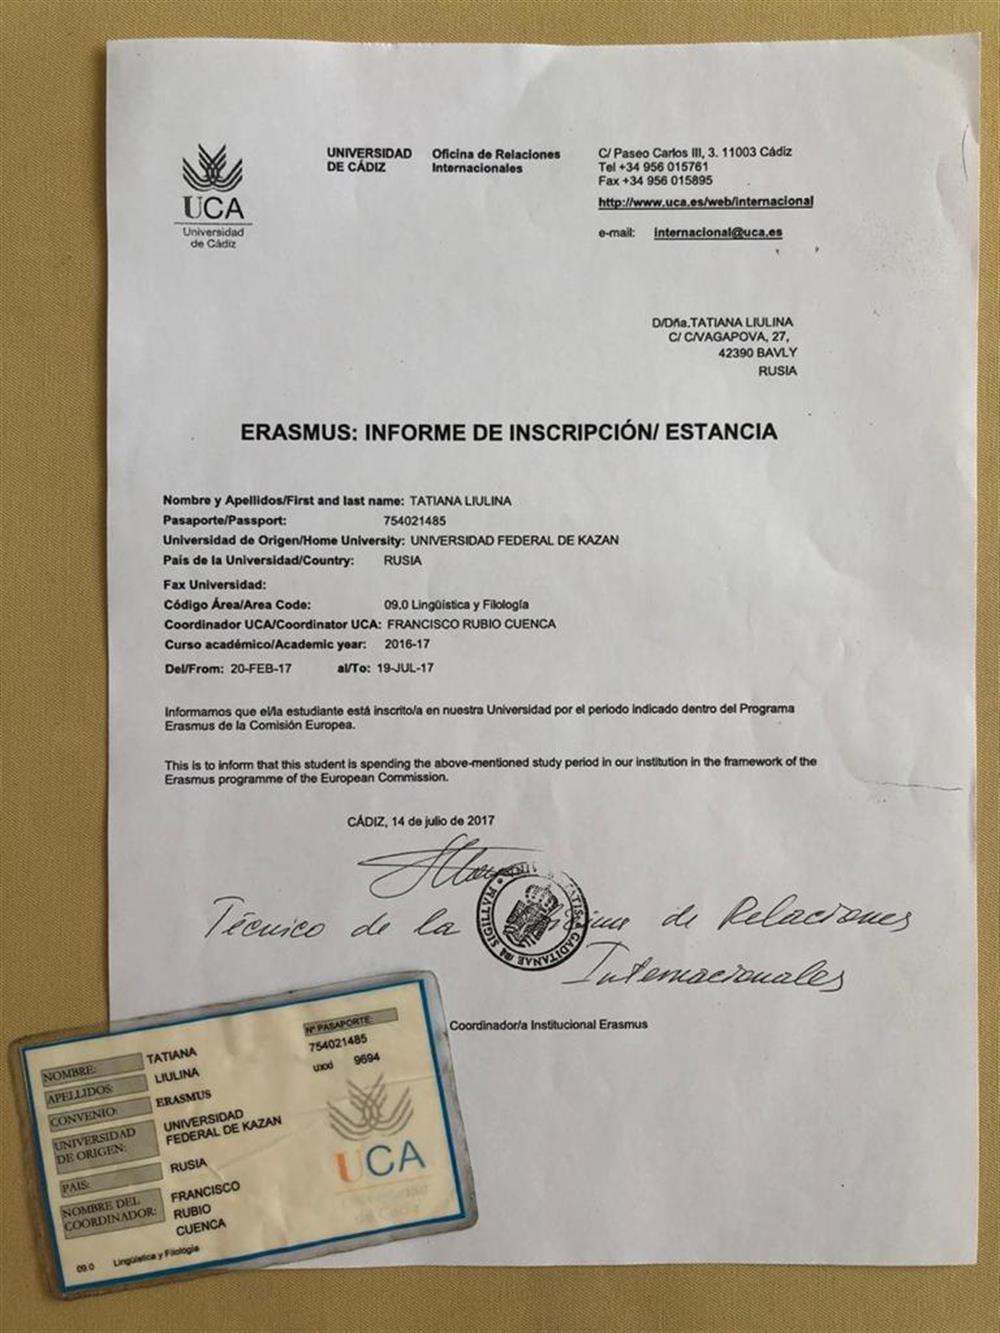 UCA
Universidad
de Cádiz
UNIVERSIDAD
DE CÁDIZ
Oficina de Relaciones
Internacionales
C/ Paseo Carlos III, 3. 11003 Cádiz
Tel +34 956 015761
Fax +34 956 015895
http://www.uca.es/web/internacional
e-mail: internacional@uca.es
D/Dña.TATIANA LIULINA
C/ C/VAGAPOVA, 27,
42390 BAVLY
RUSIA
ERASMUS: INFORME DE INSCRIPCIÓN/ ESTANCIA
Nombre y Apellidos/First and last name: TATIANA LIULINA
Pasaporte/Passport: 754021485
Universidad de Origen/Home University: UNIVERSIDAD FEDERAL DE KAZAN
País de la Universidad/Country: RUSIA
Fax Universidad:
Código Área/Area Code: 09.0 Lingüística y Filología
Coordinador UCA/Coordinator UCA: FRANCISCO RUBIO CUENCA
Curso académico/Academic year: 2016-17
Del/From: 20-FEB-17 al/To: 19-JUL-17
Informamos que el/la estudiante está inscrito/a en nuestra Universidad por el periodo indicado dentro del Programa
Erasmus de la Comisión Europea.
This is to inform that this student is spending the above-mentioned study period in our institution in the framework of the
Erasmus programme of the European Commission.
CÁDIZ, 14 de julio de 2017
Técnico de la de Relaciones
Internacionales
SIGILLUM GADITANAE
Coordinador/a Institucional Erasmus
NOMBRE: TATIANA
APELLIDOS: LIULINA
CONVENIO: ERASMUS
UNIVERSIDAD
DE ORIGEN:
UNIVERSIDAD
FEDERAL DE KAZAN
PAIS: RUSIA
NOMBRE DEL
COORDINADOR:
FRANCISCO
RUBIO
CUENCA
09.0 Lingüística y Filología
Nº PASAPORTE:
754021485
uxxi 9694
UCA
Universidad
de Cádiz